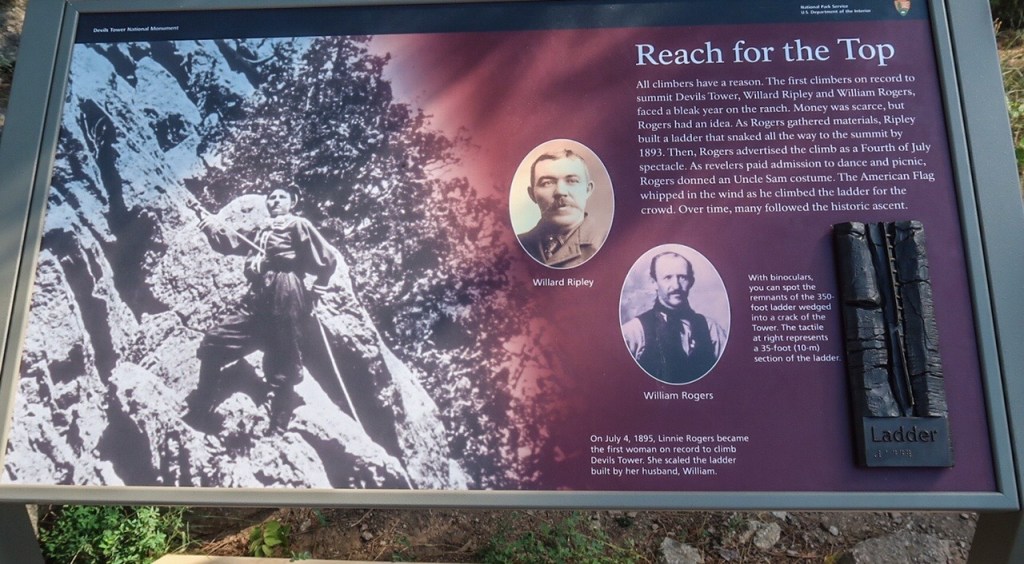 Devils Tower National Monument
National Park Service
U.S. Department of the Interior
Reach for the Top
All climbers have a reason. The first climbers on record to
summit Devils Tower, Willard Ripley and William Rogers,
faced a bleak year on the ranch. Money was scarce, but
Rogers had an idea. As Rogers gathered materials, Ripley
built a ladder that snaked all the way to the summit by
1893. Then, Rogers advertised the climb as a Fourth of July
spectacle. As revelers paid admission to dance and picnic,
Rogers donned an Uncle Sam costume. The American Flag
whipped in the wind as he climbed the ladder for the
crowd. Over time, many followed the historic ascent.
Willard Ripley
William Rogers
With binoculars,
you can spot the
remnants of the 350-
foot ladder wedged
into a crack of the
Tower. The tactile
at right represents
a 35-foot (10-m)
section of the ladder.
On July 4, 1895, Linnie Rogers became
the first woman on record to climb
Devils Tower. She scaled the ladder
built by her husband, William.
Ladder